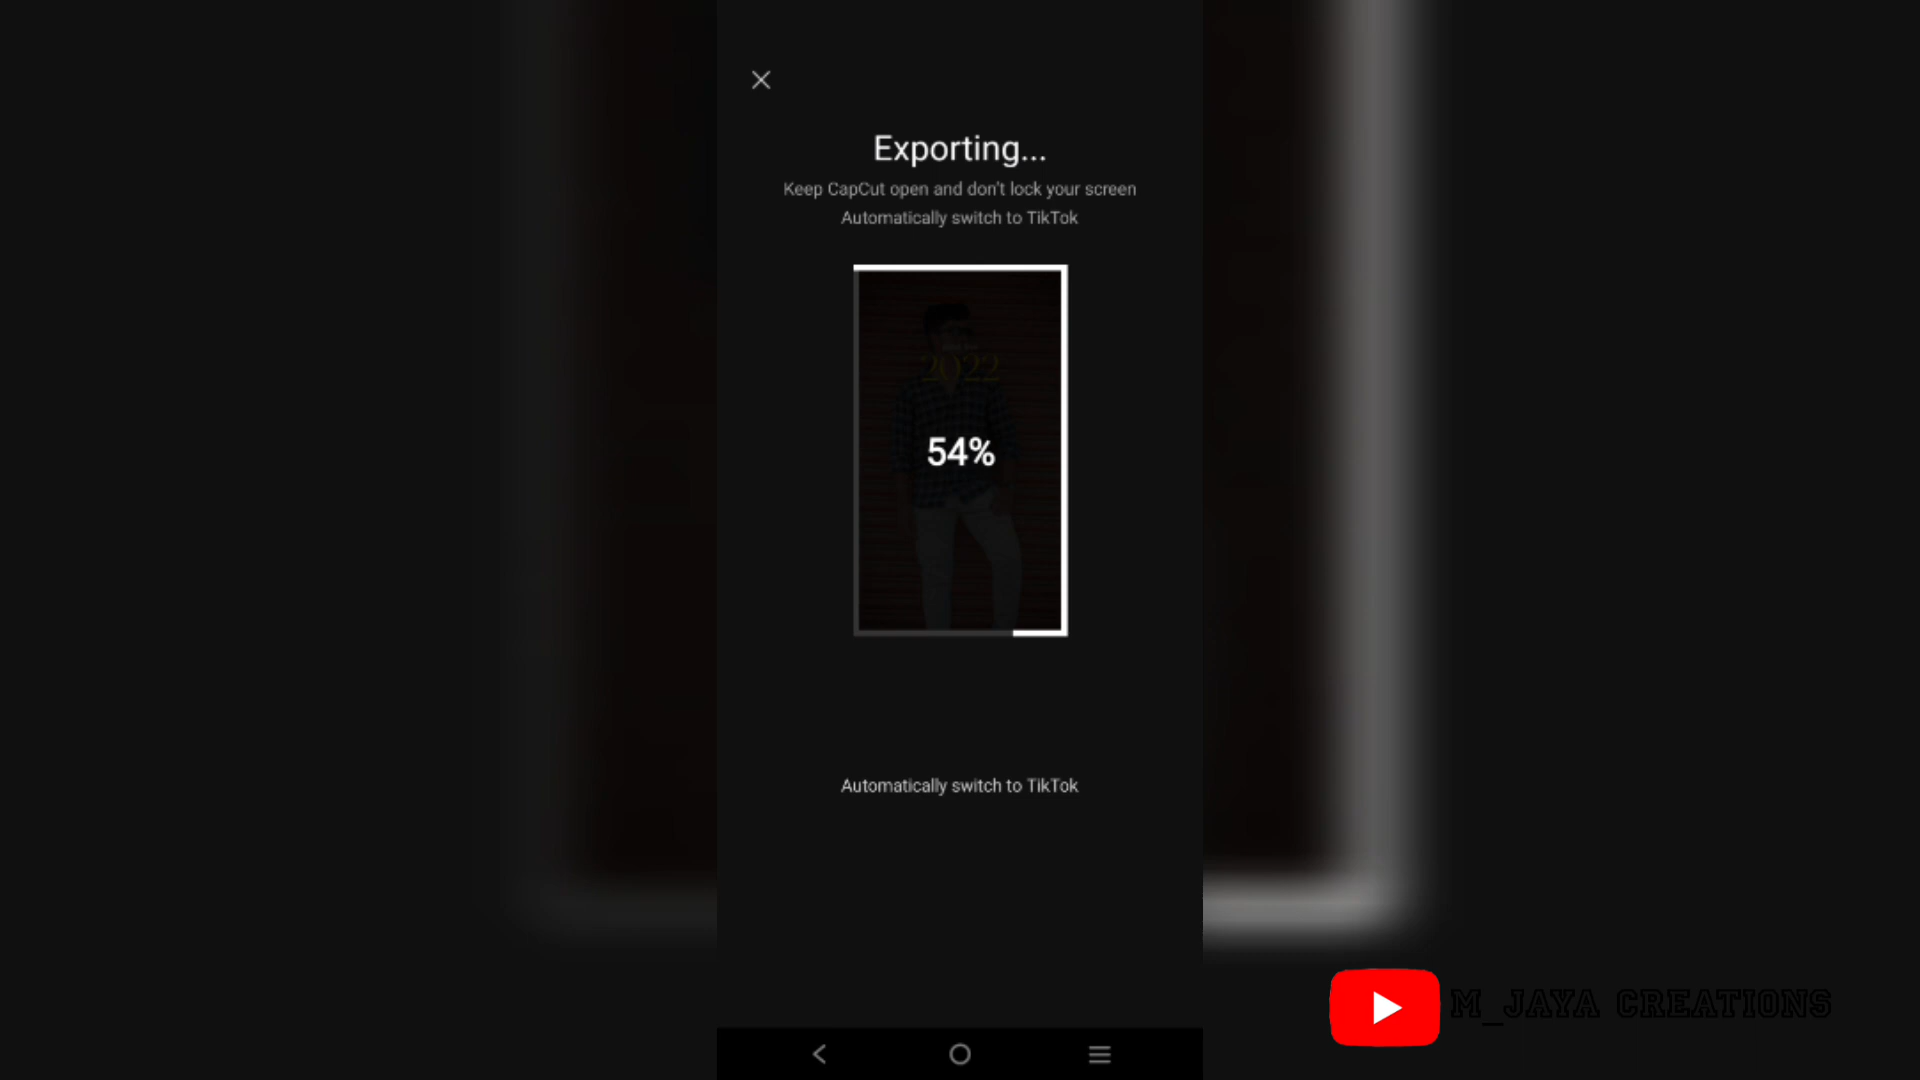 Exporting...
Keep CapCut open and don't lock your screen
Automatically switch to TikTok
2022
54%
Automatically switch to TikTok
M_JAYA CREATIONS